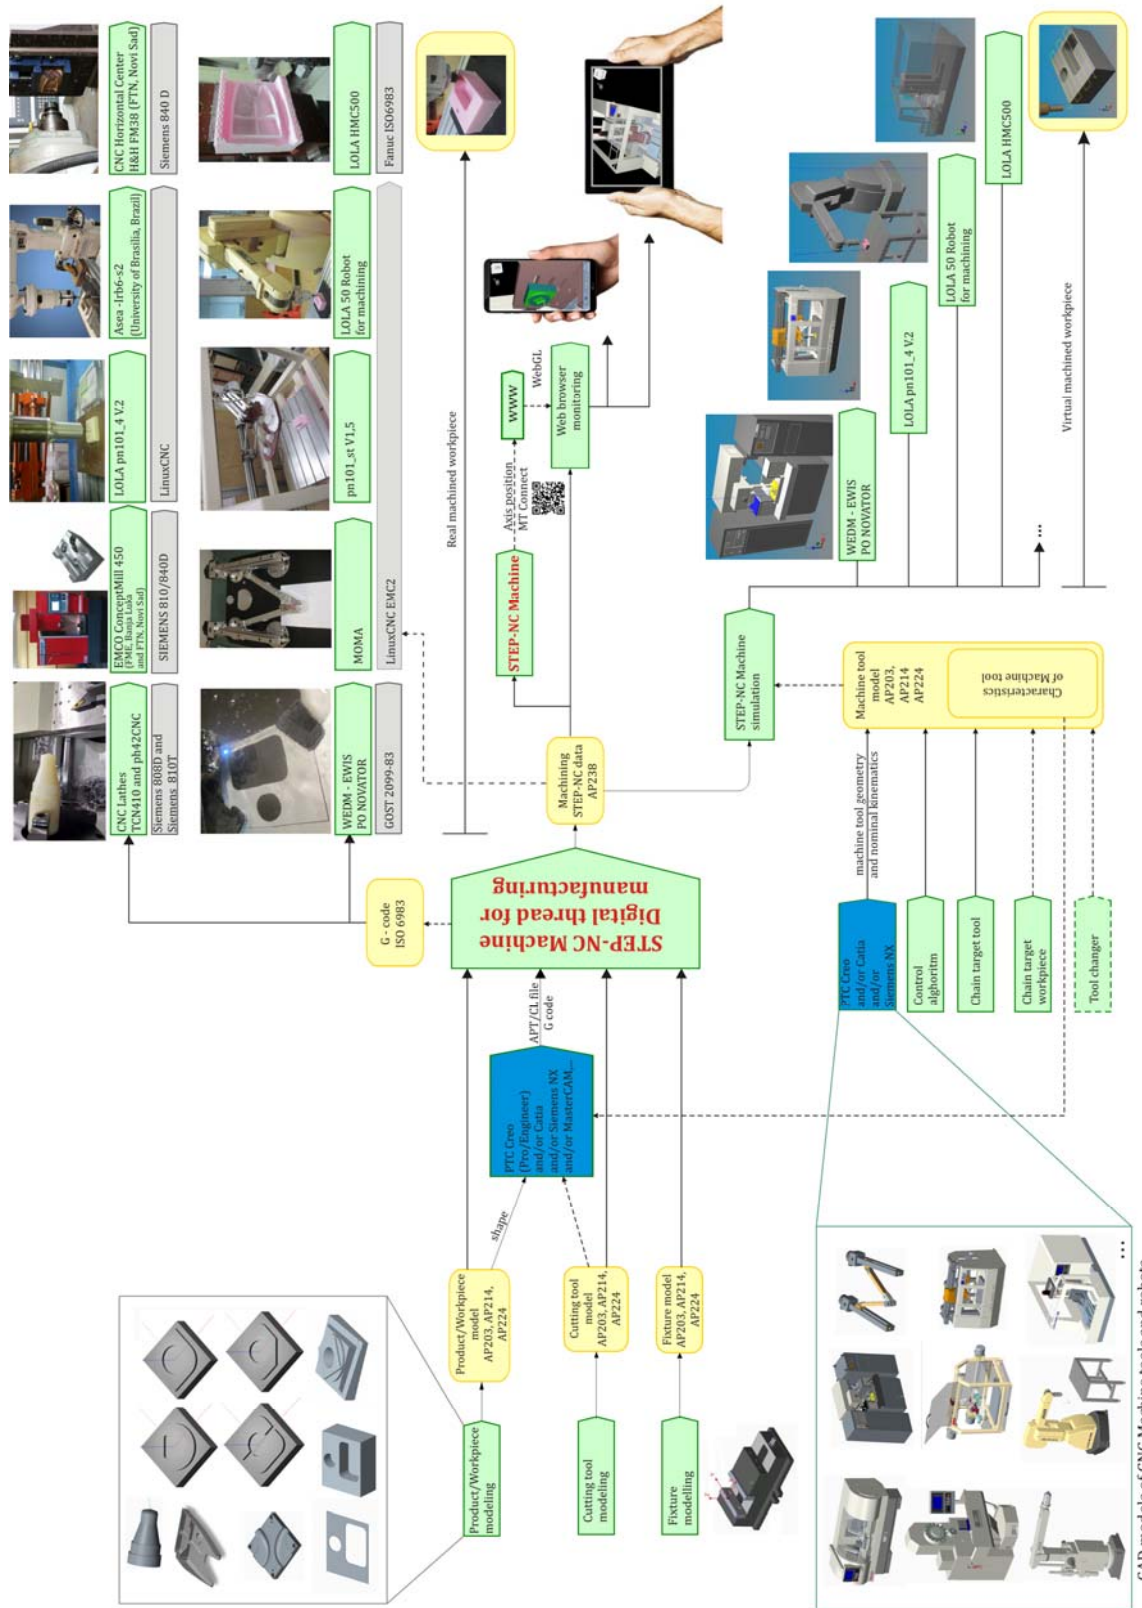 CNC Horizontal Center
H&H FM38 (FTN, Novi Sad)
Siemens 840 D
Asea -Irb6-s2
(University of Brasilia, Brazil)
LOLA pn101_4 V.2
LinuxCNC
EMCO ConceptMill 450
(FME, Banja Luka
and FTN, Novi Sad)
SIEMENS 810/840D
CNC Lathes
TCN410 and ph42CNC
Siemens 808D and
Siemens 810T
LOLA HMC500
Fanuc ISO6983
LOLA 50 Robot
for machining
pn101_st V1,5
MOMA
LinuxCNC EMC2
WEDM - EWIS
PO NOVATOR
GOST 2099-83
Real machined workpiece
G - code
ISO 6983
STEP-NC Machine
Digital thread for
manufacturing
Machining
STEP-NC data
AP238
STEP-NC Machine
Axis position
MT Connect
WWW
WebGL
Web browser
monitoring
STEP-NC Machine
simulation
WEDM - EWIS
PO NOVATOR
LOLA pn101_4 V.2
LOLA 50 Robot
for machining
LOLA HMC500
...
Virtual machined workpiece
Product/Workpiece
modeling
Product/Workpiece
model
AP203, AP214,
AP224
shape
PTC Creo
(Pro/Engineer)
and/or Catia
and/or Siemens NX
and/or MasterCAM,...
APT/CL file
G code
Cutting tool
modeling
Cutting tool
model
AP203, AP214,
AP224
Fixture
modelling
Fixture model
AP203, AP214,
AP224
PTC Creo
and/or Catia
and/or
Siemens NX
machine tool geometry
and nominal kinematics
Control
alghoritm
Chain target tool
Chain target
workpiece
Tool changer
Machine tool
model
AP203,
AP214
AP224
Characteristics
of Machine tool
...
CAD models of CNC Machine tools and robots